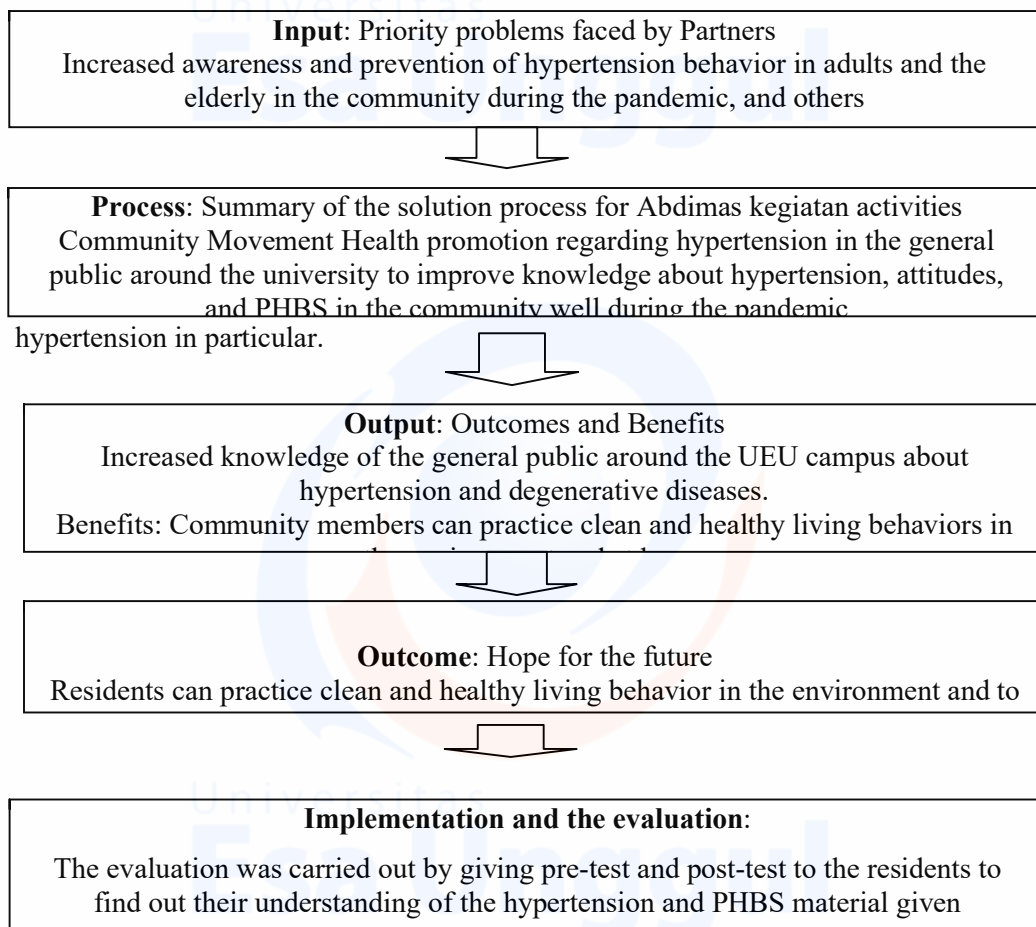 Universitas
Esa Unggul
Input: Priority problems faced by Partners
Increased awareness and prevention of hypertension behavior in adults and the
elderly in the community during the pandemic, and others
Process: Summary of the solution process for Abdimas kegiatan activities
Community Movement Health promotion regarding hypertension in the general
public around the university to improve knowledge about hypertension, attitudes,
and PHBS in the community well during the pandemic
hypertension in particular.
Output: Outcomes and Benefits
Increased knowledge of the general public around the UEU campus about
hypertension and degenerative diseases.
Benefits: Community members can practice clean and healthy living behaviors in
Outcome: Hope for the future
Residents can practice clean and healthy living behavior in the environment and to
Universitas
Esa Unggul
Implementation and the evaluation:
The evaluation was carried out by giving pre-test and post-test to the residents to
find out their understanding of the hypertension and PHBS material given